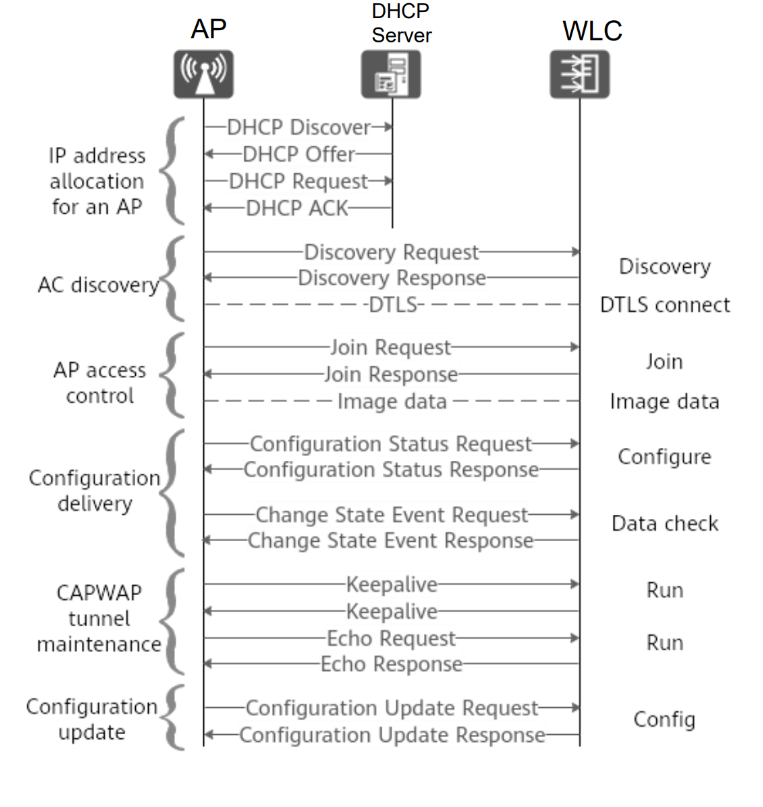 AP
DHCP
Server
WLC
IP address
allocation
for an AP
DHCP Discover
DHCP Offer
DHCP Request
DHCP ACK
AC discovery
Discovery Request
Discovery Response
DTLS
Discovery
DTLS connect
AP access
control
Join Request
Join Response
Image data
Join
Image data
Configuration
delivery
Configuration Status Request
Configuration Status Response
Change State Event Request
Change State Event Response
Configure
Data check
CAPWAP
tunnel
maintenance
Keepalive
Keepalive
Echo Request
Echo Response
Run
Run
Configuration
update
Configuration Update Request
Configuration Update Response
Config